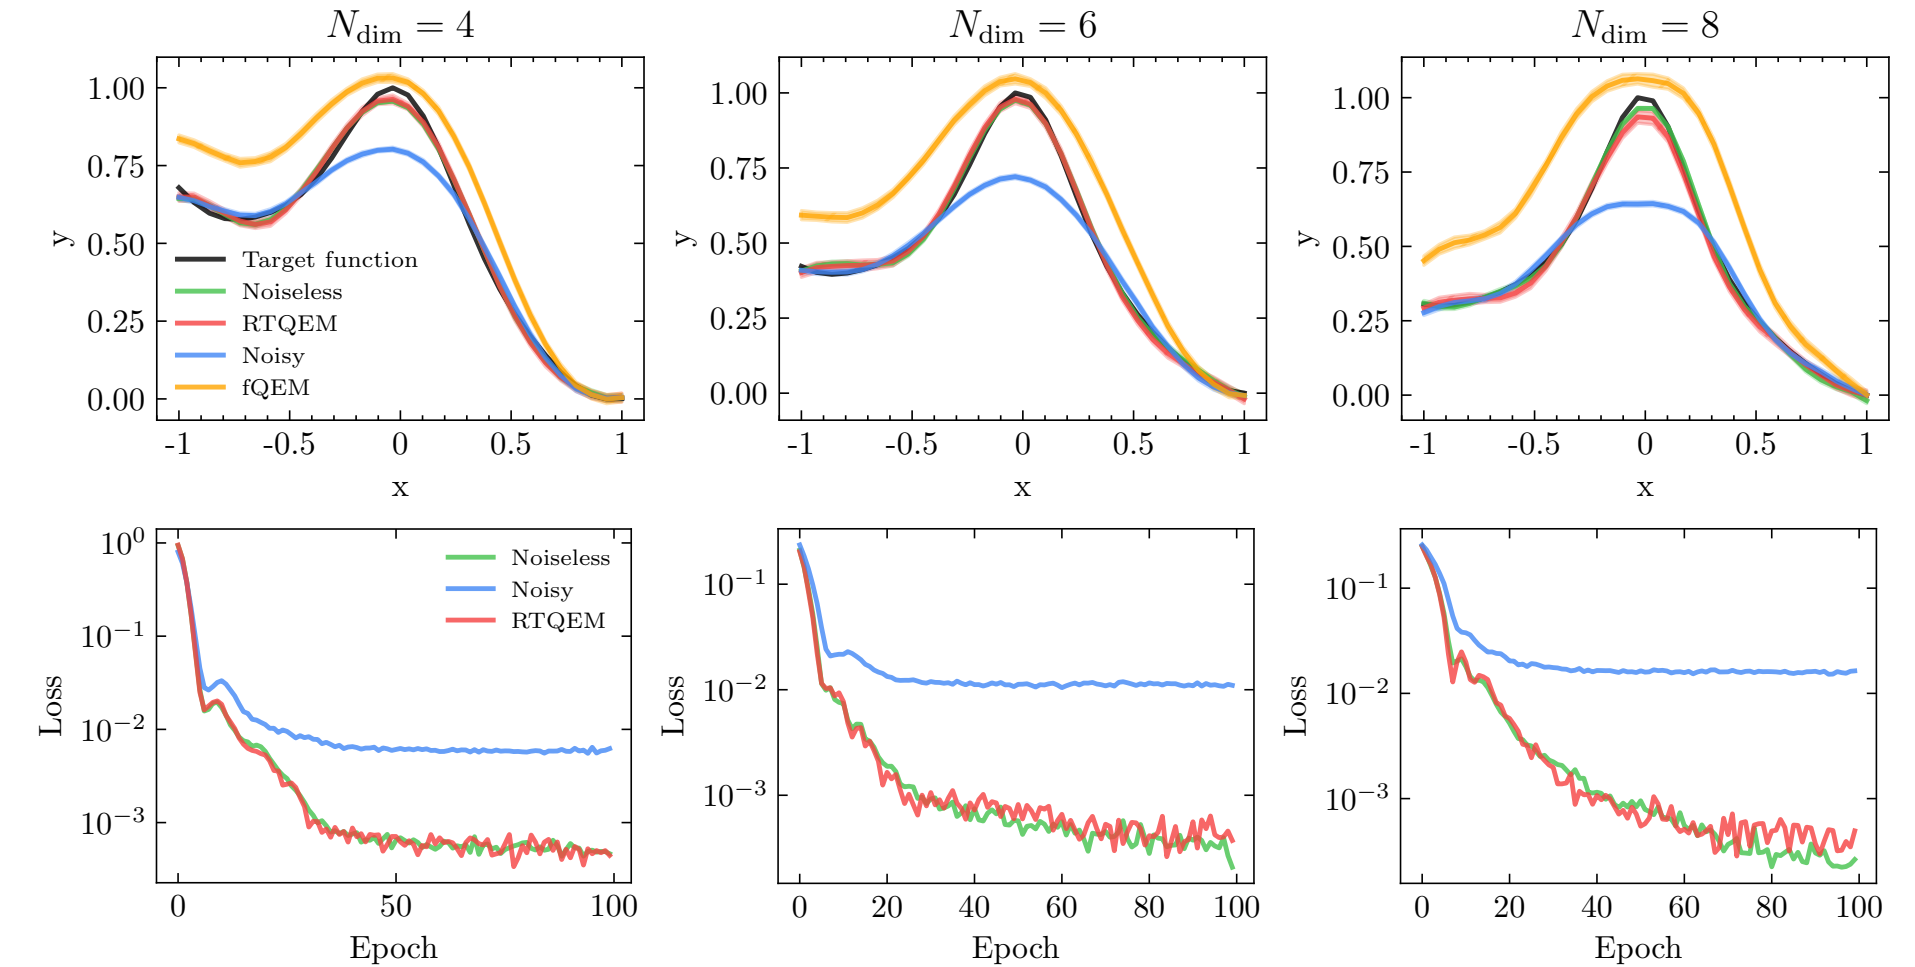 N_dim = 4
N_dim = 6
N_dim = 8
1.00
0.75
0.50
0.25
0.00
y
Target function
Noiseless
RTQEM
Noisy
fQEM
-1 -0.5 0 0.5 1
x
1.00
0.75
0.50
0.25
0.00
y
-1 -0.5 0 0.5 1
x
1.00
0.75
0.50
0.25
0.00
y
-1 -0.5 0 0.5 1
x
10⁰
10⁻¹
10⁻²
10⁻³
Loss
Noiseless
Noisy
RTQEM
0 50 100
Epoch
10⁻¹
10⁻²
10⁻³
Loss
0 20 40 60 80 100
Epoch
10⁻¹
10⁻²
10⁻³
Loss
0 20 40 60 80 100
Epoch